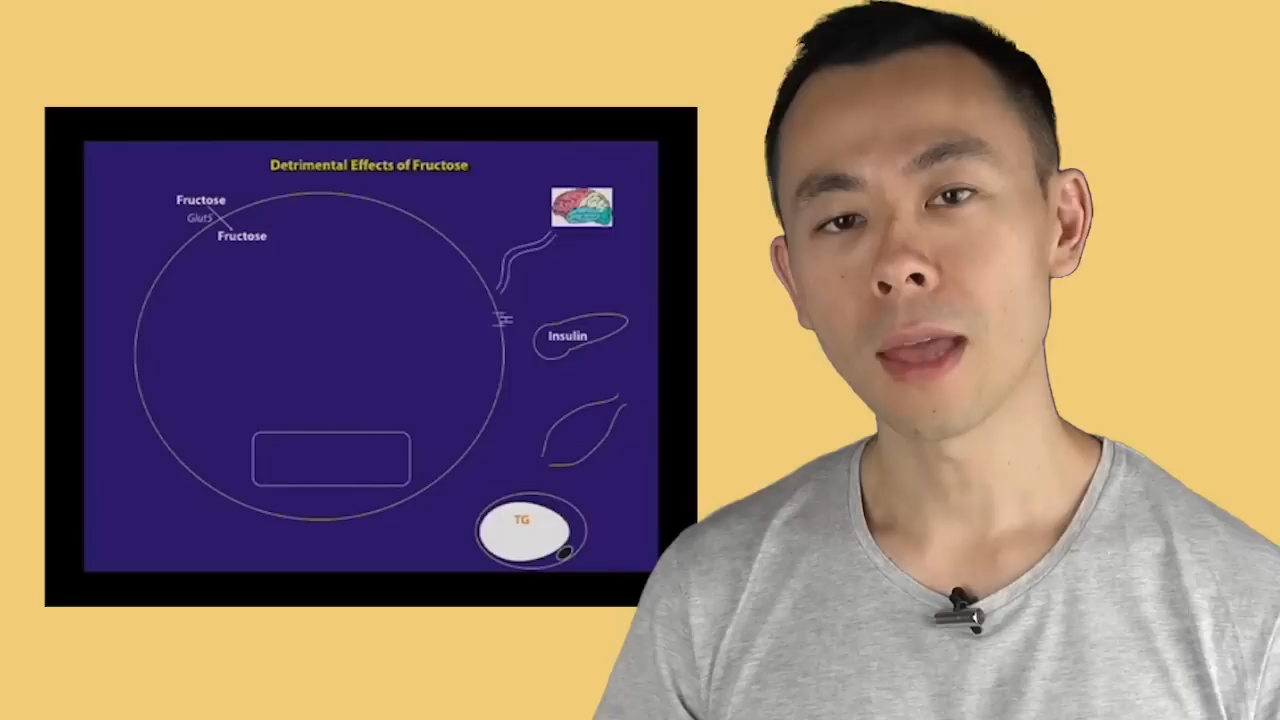 Detrimental Effects of Fructose
Fructose
Glut5
Fructose
Insulin
TG